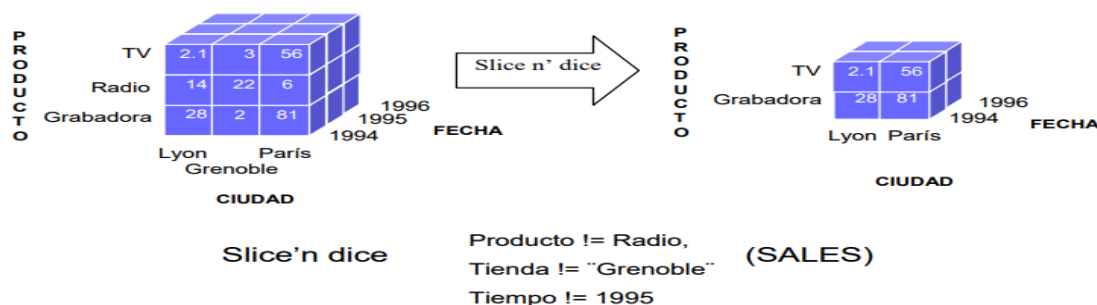 PRODUCTO
TV
Radio
Grabadora
2.1 3 56
14 22 6
28 2 81
1996
1995
1994
FECHA
Lyon París
Grenoble
CIUDAD
Slice n' dice
PRODUCTO
TV
Grabadora
2.1 56
28 81
1996
1994
FECHA
Lyon París
CIUDAD
Slice'n dice
Producto != Radio,
Tienda != ¨Grenoble¨
Tiempo != 1995
(SALES)